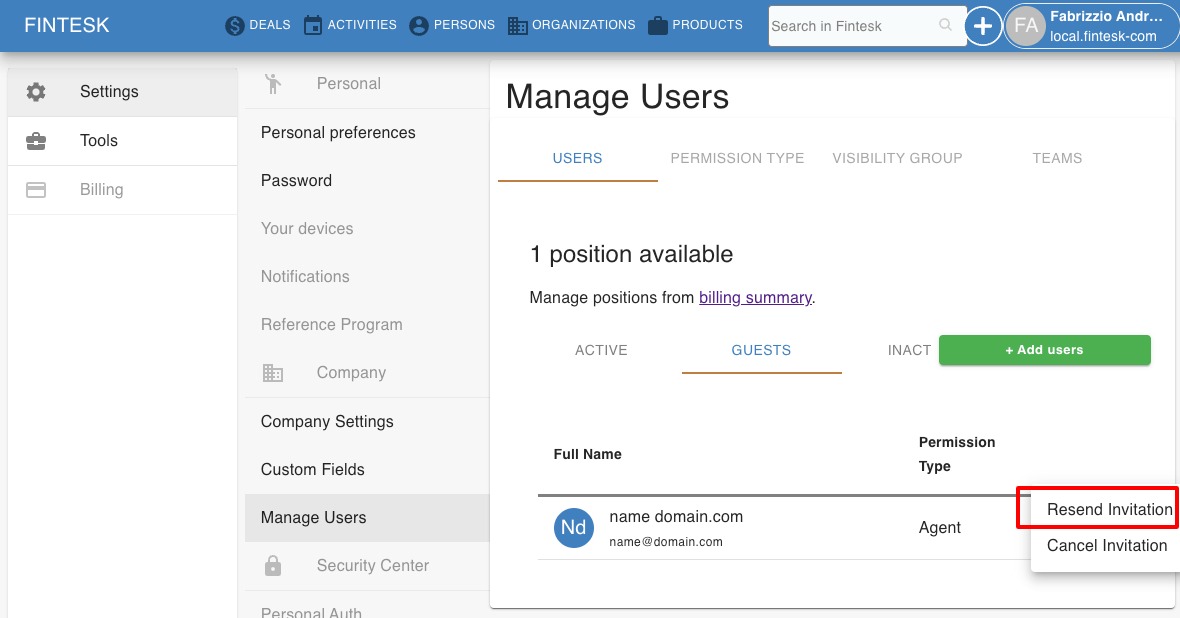 FINTESK
DEALS
ACTIVITIES
PERSONS
ORGANIZATIONS
PRODUCTS
Search in Fintesk
FA
Fabrizzio Andr...
local.fintesk-com
Settings
Tools
Billing
Personal
Personal preferences
Password
Your devices
Notifications
Reference Program
Company
Company Settings
Custom Fields
Manage Users
Security Center
Personal Auth
Manage Users
USERS
PERMISSION TYPE
VISIBILITY GROUP
TEAMS
1 position available
Manage positions from billing summary.
ACTIVE
GUESTS
INACT
+ Add users
Full Name
Permission
Type
Nd
name domain.com
name@domain.com
Agent
Resend Invitation
Cancel Invitation